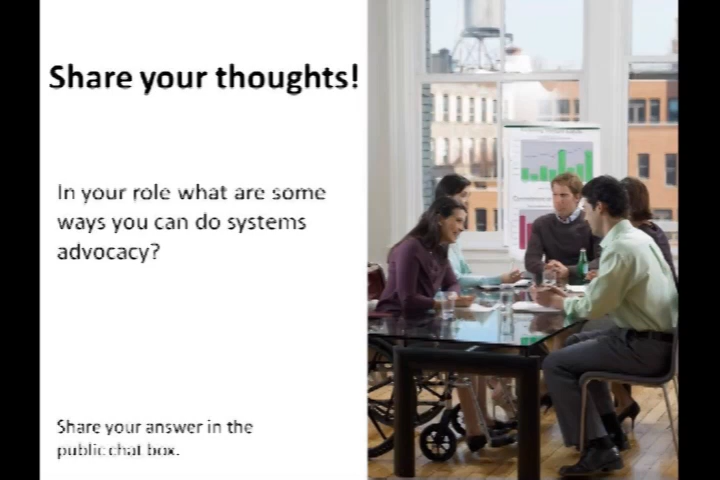 Share your thoughts!
In your role what are some
ways you can do systems
advocacy?
Share your answer in the
public chat box.